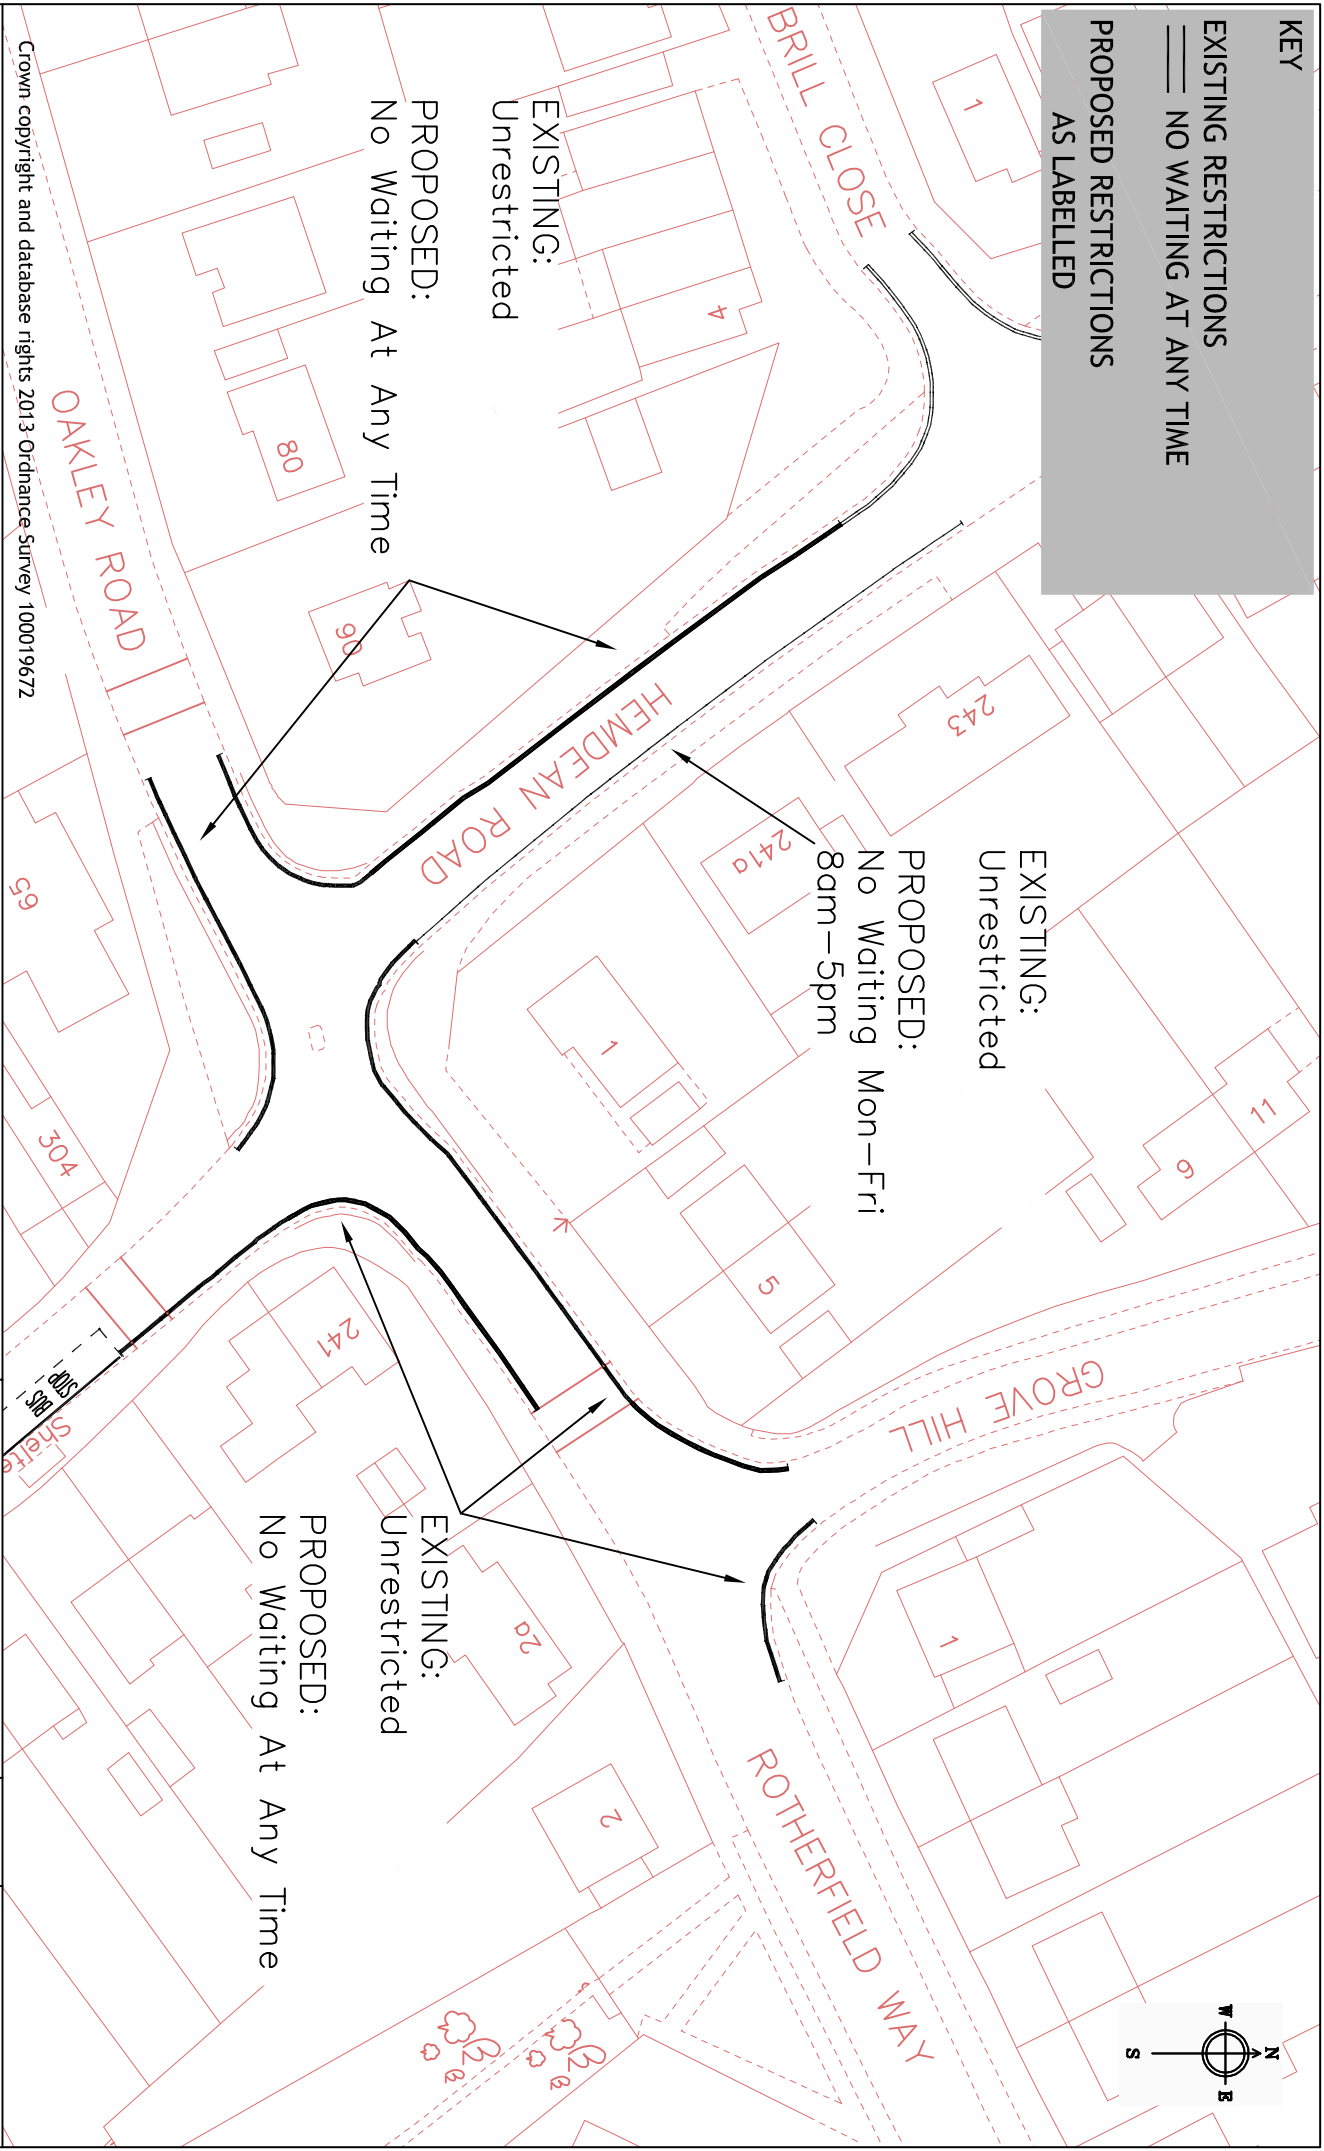 KEY
EXISTING RESTRICTIONS
NO WAITING AT ANY TIME
PROPOSED RESTRICTIONS
AS LABELLED
BRILL CLOSE
1
4
EXISTING:
Unrestricted
PROPOSED:
No Waiting At Any Time
80
90
OAKLEY ROAD
65
304
HEMDEAN ROAD
243
241a
EXISTING:
Unrestricted
PROPOSED:
No Waiting Mon-Fri
8am-5pm
1
5
9
11
GROVE HILL
241
BUS
STOP
Shelte
EXISTING:
Unrestricted
PROPOSED:
No Waiting At Any Time
2a
2
1
ROTHERFIELD WAY
N
W
E
S
Crown copyright and database rights 2013 Ordnance Survey 100019672